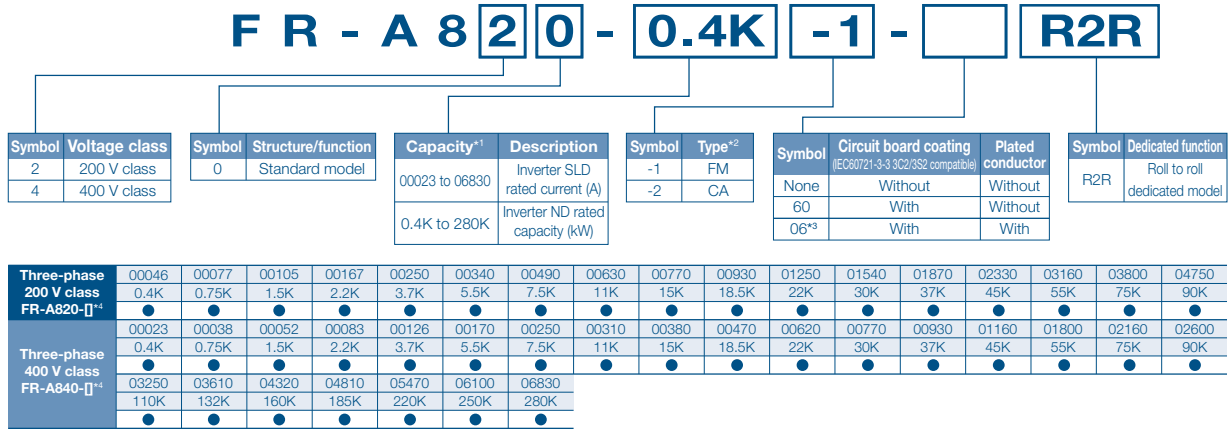 FR-A820-0.4K -1 - R2R
Symbol Voltage class
2 200 V class
4 400 V class
Symbol Structure/function
0 Standard model
Capacity*1 Description
00023 to 06830 Inverter SLD rated current (A)
0.4K to 280K Inverter ND rated capacity (kW)
Symbol Type*2
-1 FM
-2 CA
Symbol Circuit board coating (IEC60721-3-3 3C2/3S2 compatible) Plated conductor
None Without Without
60 With Without
06*3 With With
Symbol Dedicated function
R2R Roll to roll dedicated model
Three-phase 200 V class FR-A820-[]*4
00046 00077 00105 00167 00250 00340 00490 00630 00770 00930 01250 01540 01870 02330 03160 03800 04750
0.4K 0.75K 1.5K 2.2K 3.7K 5.5K 7.5K 11K 15K 18.5K 22K 30K 37K 45K 55K 75K 90K
● ● ● ● ● ● ● ● ● ● ● ● ● ● ● ● ●
Three-phase 400 V class FR-A840-[]*4
00023 00038 00052 00083 00126 00170 00250 00310 00380 00470 00620 00770 00930 01160 01800 02160 02600
0.4K 0.75K 1.5K 2.2K 3.7K 5.5K 7.5K 11K 15K 18.5K 22K 30K 37K 45K 55K 75K 90K
● ● ● ● ● ● ● ● ● ● ● ● ● ● ● ● ●
03250 03610 04320 04810 05470 06100 06830
110K 132K 160K 185K 220K 250K 280K
● ● ● ● ● ● ●